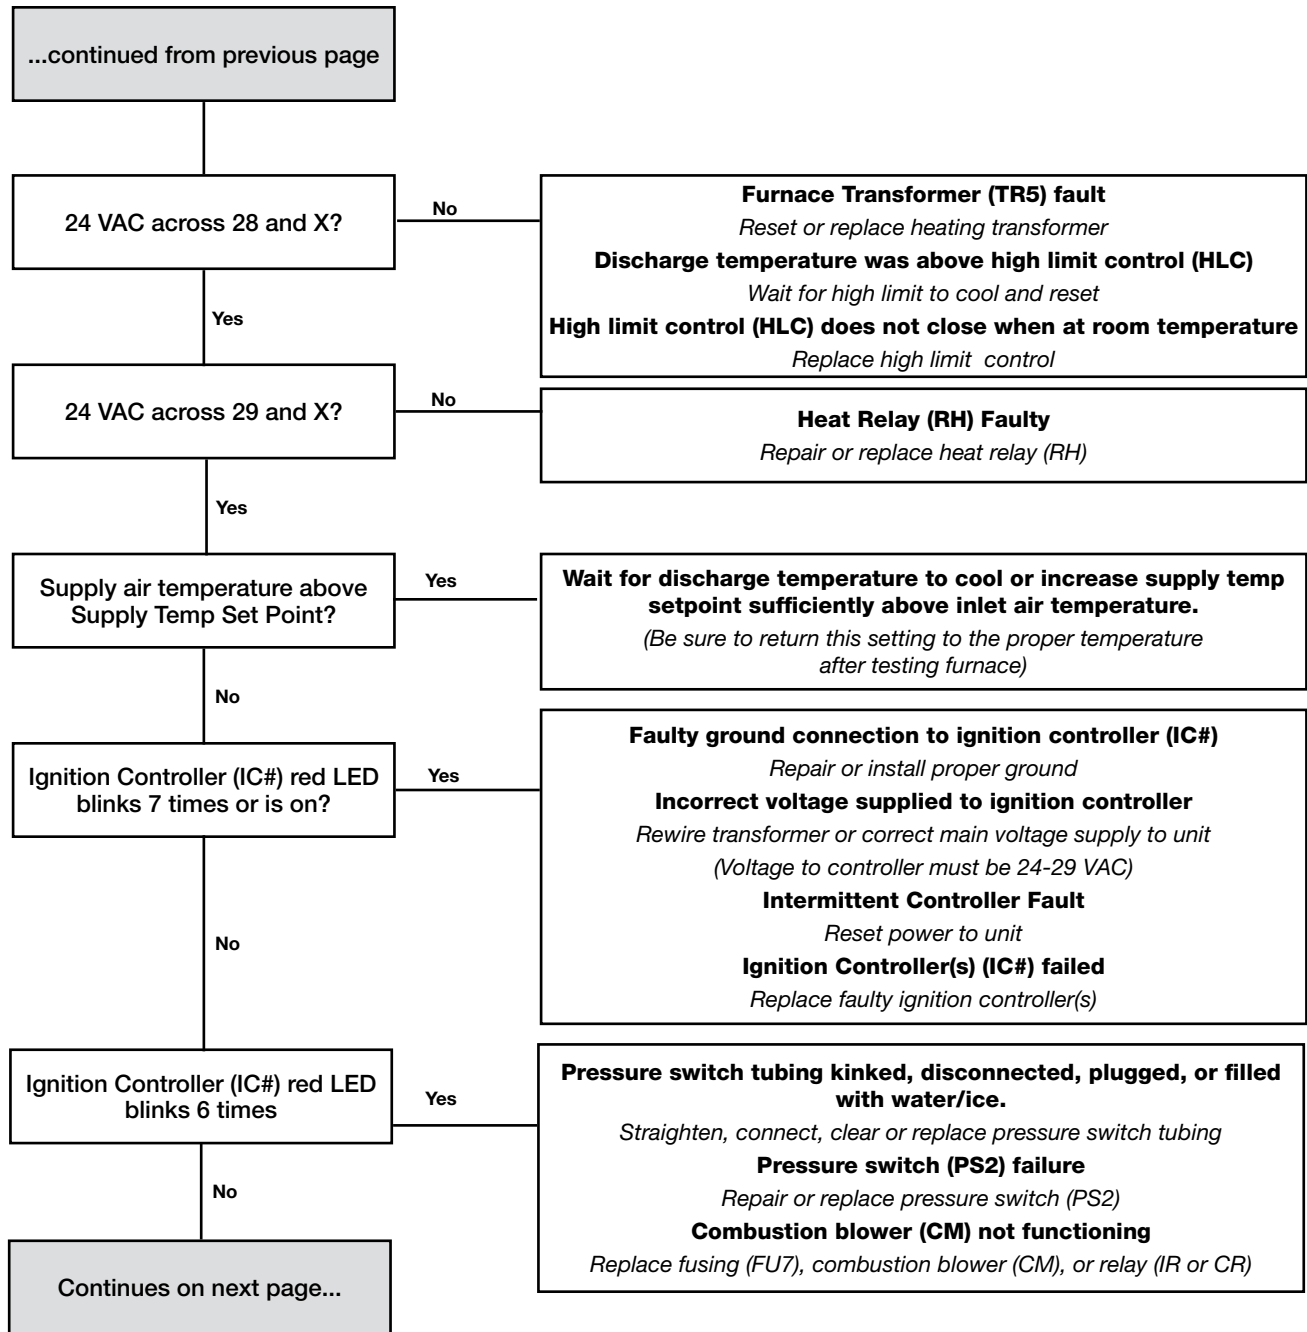 ...continued from previous page
24 VAC across 28 and X?
No
Furnace Transformer (TR5) fault
Reset or replace heating transformer
Discharge temperature was above high limit control (HLC)
Wait for high limit to cool and reset
High limit control (HLC) does not close when at room temperature
Replace high limit control
Yes
24 VAC across 29 and X?
No
Heat Relay (RH) Faulty
Repair or replace heat relay (RH)
Yes
Supply air temperature above
Supply Temp Set Point?
Yes
Wait for discharge temperature to cool or increase supply temp
setpoint sufficiently above inlet air temperature.
(Be sure to return this setting to the proper temperature
after testing furnace)
No
Ignition Controller (IC#) red LED
blinks 7 times or is on?
Yes
Faulty ground connection to ignition controller (IC#)
Repair or install proper ground
Incorrect voltage supplied to ignition controller
Rewire transformer or correct main voltage supply to unit
(Voltage to controller must be 24-29 VAC)
Intermittent Controller Fault
Reset power to unit
Ignition Controller(s) (IC#) failed
Replace faulty ignition controller(s)
No
Ignition Controller (IC#) red LED
blinks 6 times
Yes
Pressure switch tubing kinked, disconnected, plugged, or filled
with water/ice.
Straighten, connect, clear or replace pressure switch tubing
Pressure switch (PS2) failure
Repair or replace pressure switch (PS2)
Combustion blower (CM) not functioning
Replace fusing (FU7), combustion blower (CM), or relay (IR or CR)
No
Continues on next page...